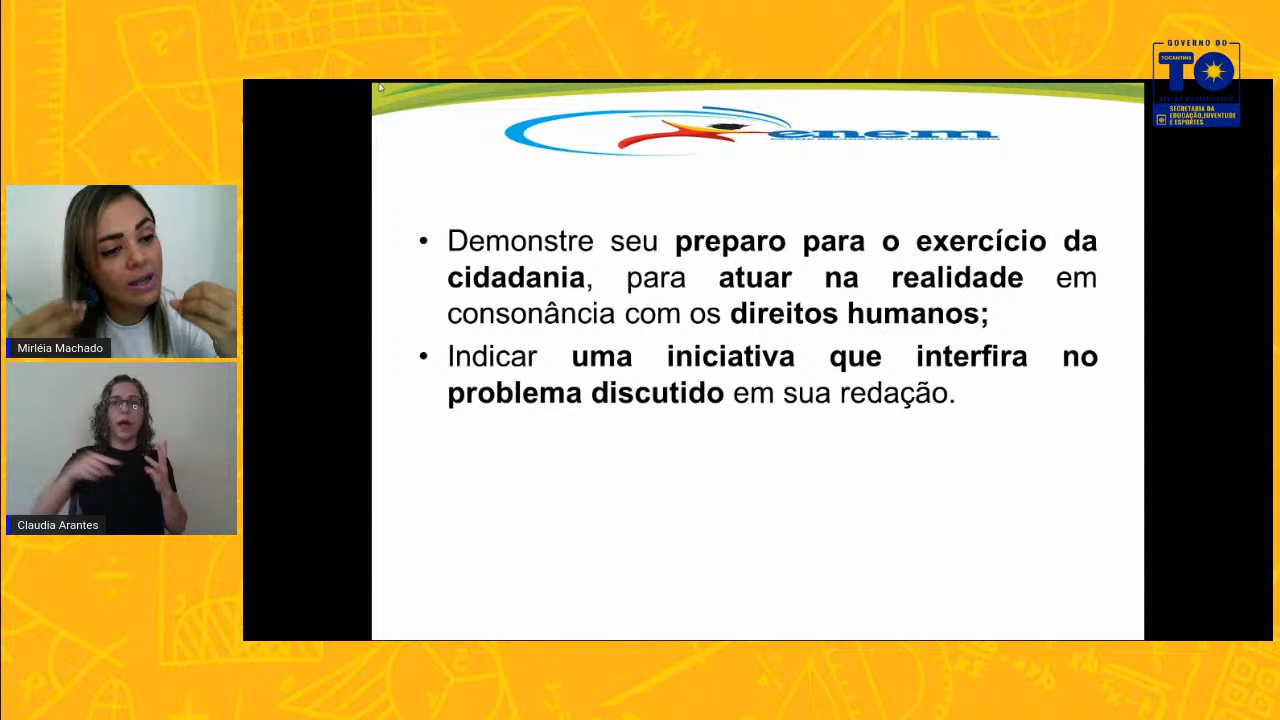 GOVERNO DO
TOCANTINS
TO
SECRETARIA DA
EDUCAÇÃO, JUVENTUDE
E ESPORTES
enem
• Demonstre seu preparo para o exercício da
cidadania, para atuar na realidade em
consonância com os direitos humanos;
• Indicar uma iniciativa que interfira no
problema discutido em sua redação.
Mirléia Machado
Claudia Arantes